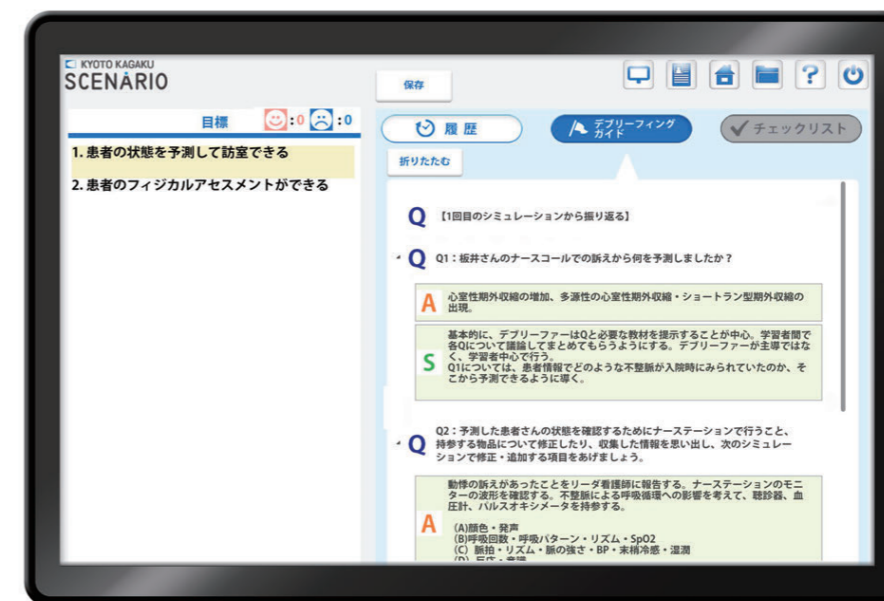 KYOTO KAGAKU
SCENARIO
保存
?
目標
:0
:0
1. 患者の状態を予測して訪室できる
2. 患者のフィジカルアセスメントができる
履歴
デブリーフィング
ガイド
チェックリスト
折りたたむ
Q 【1回目のシミュレーションから振り返る】
Q Q1:板井さんのナースコールでの訴えから何を予測しましたか?
A 心室性期外収縮の増加、多源性の心室性期外収縮・ショートラン型期外収縮の
出現。
S 基本的に、デブリーファーはQと必要な教材を提示することが中心。学習者間で
各Qについて議論してまとめてもらうようにする。デブリーファーが主導ではな
く、学習者中心で行う。
Q1については、患者情報でどのような不整脈が入院時にみられていたのか、そ
こから予測できるように導く。
Q Q2:予測した患者さんの状態を確認するためにナーステーションで行うこと、
持参する物品について修正したり、収集した情報を思い出し、次のシミュレー
ションで修正・追加する項目をあげましょう。
A 動悸の訴えがあったことをリーダ看護師に報告する。ナーステーションのモニ
ターの波形を確認する。不整脈による呼吸循環への影響を考えて、聴診器、血
圧計、パルスオキシメータを持参する。
(A)顔色・発声
(B)呼吸回数・呼吸パターン・リズム・SpO2
(C) 脈拍・リズム・脈の強さ・BP・末梢冷感・湿潤
(D) 反応・意識